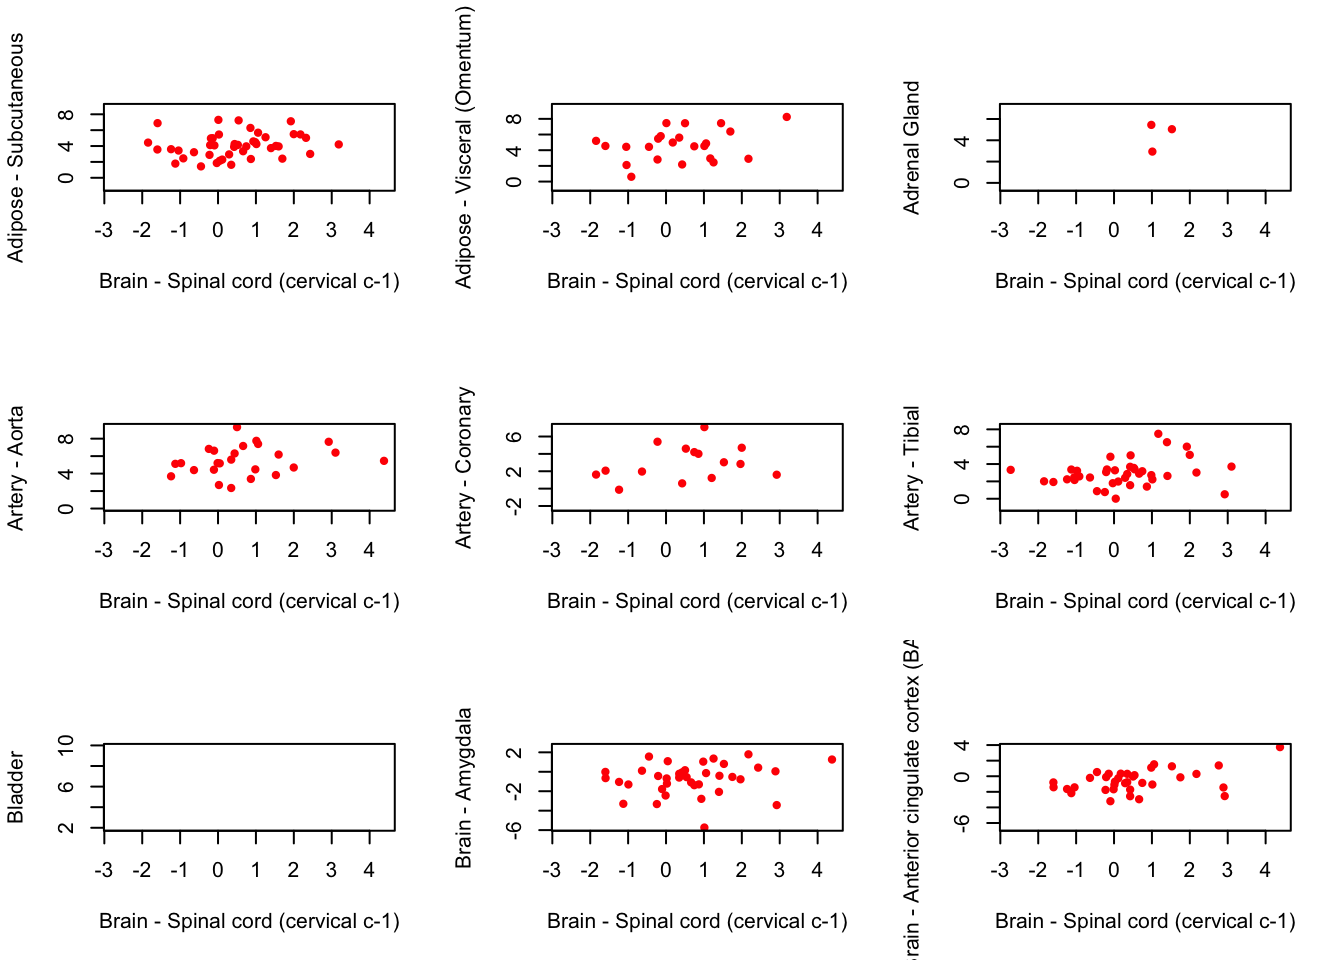 Adipose - Subcutaneous
0 4 8
-3 -2 -1 0 1 2 3 4
Brain - Spinal cord (cervical c-1)
Adipose - Visceral (Omentum)
0 4 8
-3 -2 -1 0 1 2 3 4
Brain - Spinal cord (cervical c-1)
Adrenal Gland
0 4
-3 -2 -1 0 1 2 3 4
Brain - Spinal cord (cervical c-1)
Artery - Aorta
0 4 8
-3 -2 -1 0 1 2 3 4
Brain - Spinal cord (cervical c-1)
Artery - Coronary
-2 2 6
-3 -2 -1 0 1 2 3 4
Brain - Spinal cord (cervical c-1)
Artery - Tibial
0 4 8
-3 -2 -1 0 1 2 3 4
Brain - Spinal cord (cervical c-1)
Bladder
2 6 10
-3 -2 -1 0 1 2 3 4
Brain - Spinal cord (cervical c-1)
Brain - Amygdala
-6 -2 2
-3 -2 -1 0 1 2 3 4
Brain - Spinal cord (cervical c-1)
rain - Anterior cingulate cortex (BA
-6 0 4
-3 -2 -1 0 1 2 3 4
Brain - Spinal cord (cervical c-1)